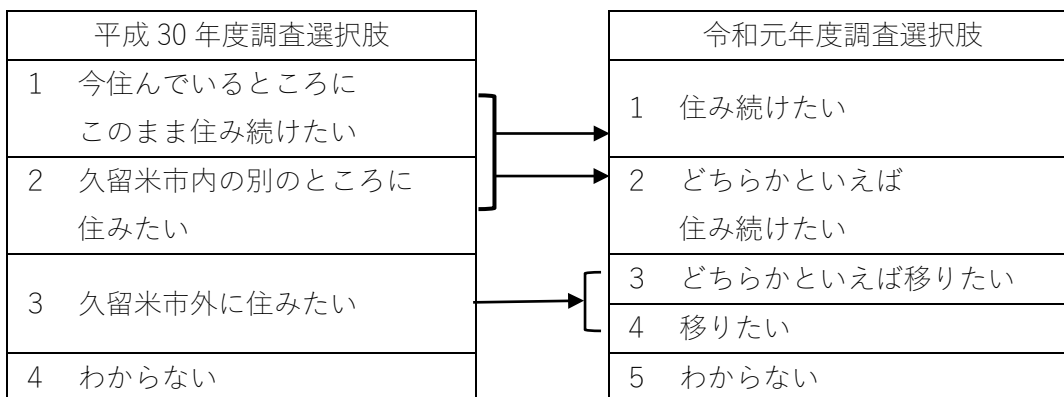 平成 30 年度調査選択肢
1 今住んでいるところに
このまま住み続けたい
2 久留米市内の別のところに
住みたい
3 久留米市外に住みたい
4 わからない
令和元年度調査選択肢
1 住み続けたい
2 どちらかといえば
住み続けたい
3 どちらかといえば移りたい
4 移りたい
5 わからない